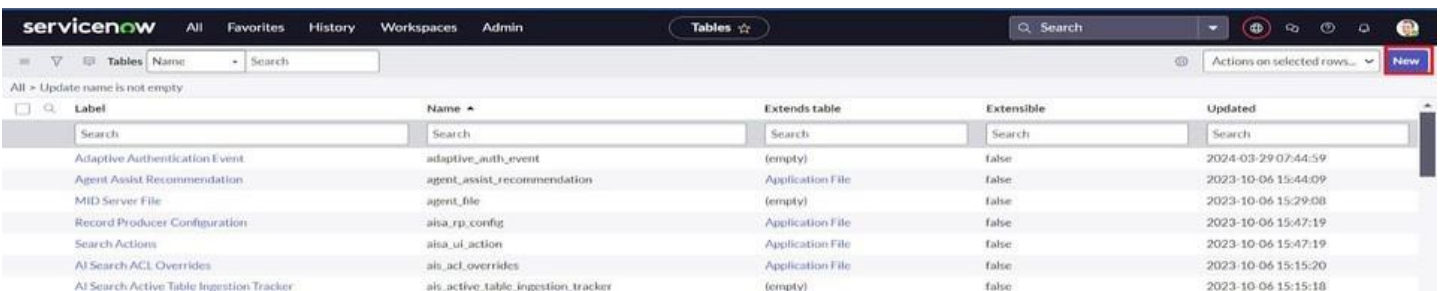 servicenow All Favorites History Workspaces Admin Tables Search
Tables Name Search Actions on selected rows... New
All > Update name is not empty
Label Name Extends table Extensible Updated
Search Search Search Search Search
Adaptive Authentication Event adaptive_auth_event (empty) false 2024-03-29 07:44:59
Agent Assist Recommendation agent_assist_recommendation Application File false 2023-10-06 15:44:09
MID Server File agent_file (empty) false 2023-10-06 15:29:08
Record Producer Configuration aisa_rp_config Application File false 2023-10-06 15:47:19
Search Actions aisa_ui_action Application File false 2023-10-06 15:47:19
AI Search ACL Overrides ais_acl_overrides Application File false 2023-10-06 15:15:20
AI Search Active Table Ingestion Tracker ais_active_table_ingestion_tracker (empty) false 2023-10-06 15:15:18